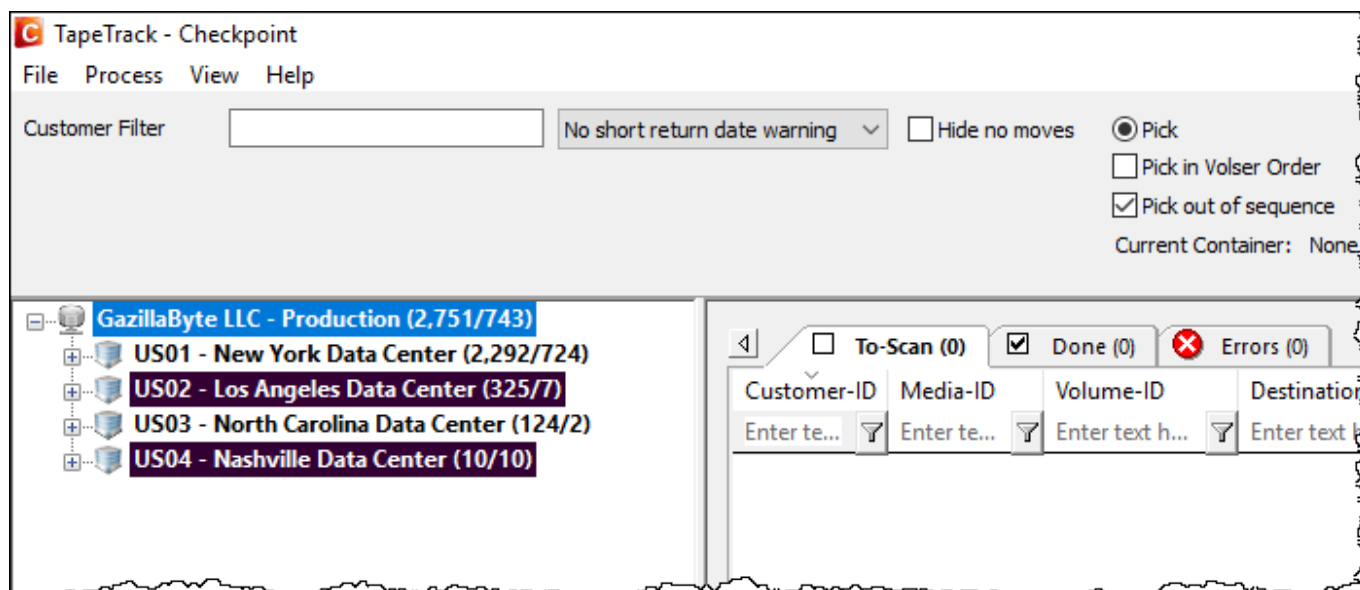 C TapeTrack - Checkpoint
File Process View Help
Customer Filter No short return date warning Hide no moves Pick
Pick in Volser Order
Pick out of sequence
Current Container: None
GazillaByte LLC - Production (2,751/743)
US01 - New York Data Center (2,292/724)
US02 - Los Angeles Data Center (325/7)
US03 - North Carolina Data Center (124/2)
US04 - Nashville Data Center (10/10)
To-Scan (0) Done (0) Errors (0)
Customer-ID Media-ID Volume-ID Destination
Enter te... Enter te... Enter text h... Enter text